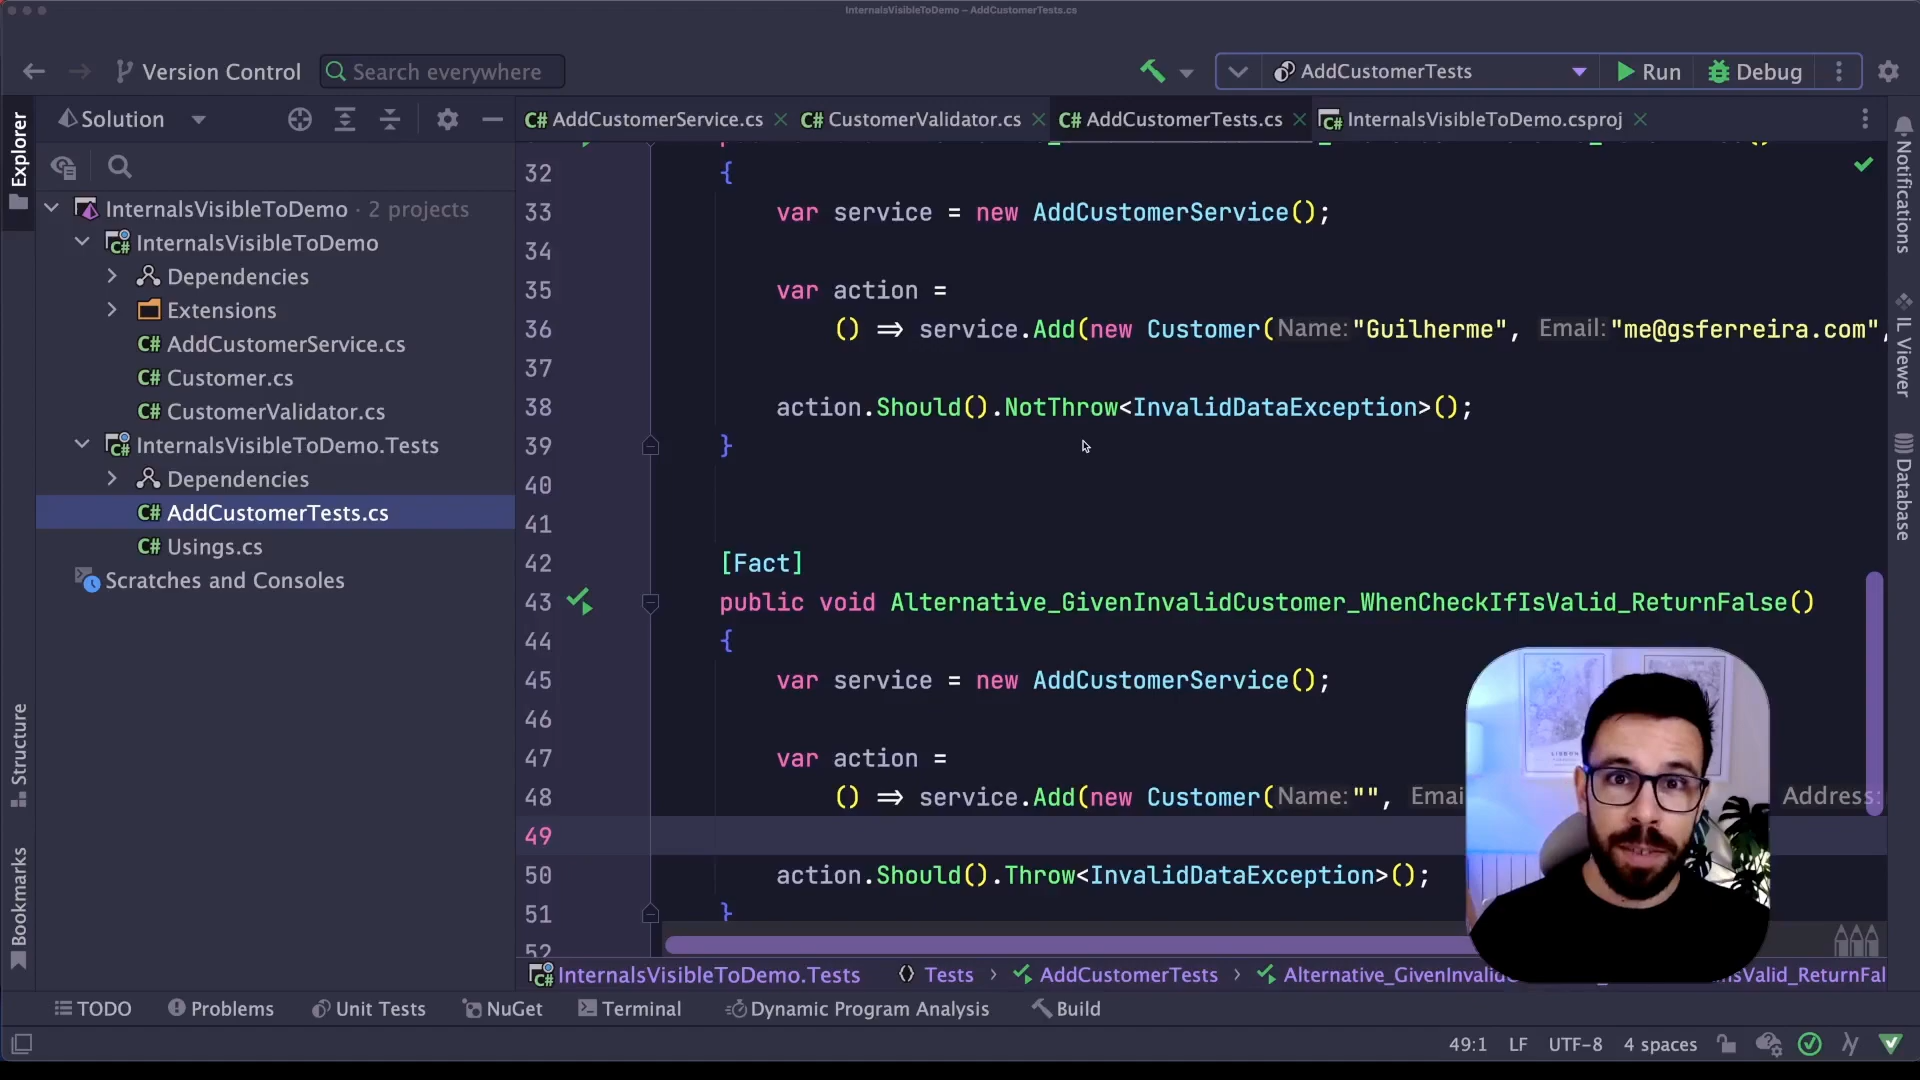 InternalsVisibleToDemo – AddCustomerTests.cs
Version Control
Search everywhere
AddCustomerTests
Run
Debug
Explorer
Solution
C# AddCustomerService.cs
C# CustomerValidator.cs
C# AddCustomerTests.cs
InternalsVisibleToDemo.csproj
Notifications
InternalsVisibleToDemo · 2 projects
InternalsVisibleToDemo
Dependencies
Extensions
C# AddCustomerService.cs
C# Customer.cs
C# CustomerValidator.cs
InternalsVisibleToDemo.Tests
Dependencies
C# AddCustomerTests.cs
C# Usings.cs
Scratches and Consoles
32 {
33 var service = new AddCustomerService();
34
35 var action =
36 () => service.Add(new Customer(Name:"Guilherme", Email:"me@gsferreira.com",
37
38 action.Should().NotThrow<InvalidDataException>();
39 }
40
41
42 [Fact]
43 public void Alternative_GivenInvalidCustomer_WhenCheckIfIsValid_ReturnFalse()
44 {
45 var service = new AddCustomerService();
46
47 var action =
48 () => service.Add(new Customer(Name:"", Emai Address:
49
50 action.Should().Throw<InvalidDataException>();
51 }
52
IL Viewer
Database
Structure
Bookmarks
InternalsVisibleToDemo.Tests
Tests
AddCustomerTests
Alternative_GivenInvalid sValid_ReturnFal
TODO
Problems
Unit Tests
NuGet
Terminal
Dynamic Program Analysis
Build
49:1
LF
UTF-8
4 spaces